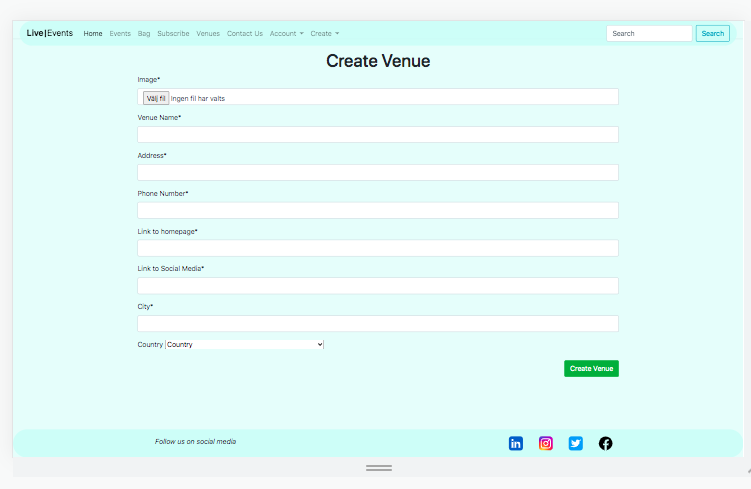 Live|Events Home Events Bag Subscribe Venues Contact Us Account Create Search Search
Create Venue
Image*
Välj fil Ingen fil har valts
Venue Name*
Address*
Phone Number*
Link to homepage*
Link to Social Media*
City*
Country Country
Create Venue
Follow us on social media